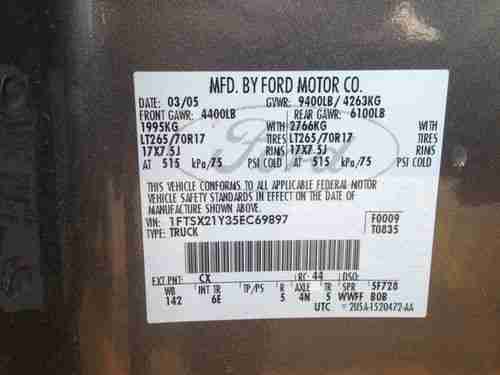 MFD. BY FORD MOTOR CO.
DATE: 03/05 GVWR: 9400LB/ 4263KG
FRONT GAWR: 4400LB REAR GAWR: 6100LB
1995KG WITH 2766KG WITH
LT265/70R17 TIRES LT265/70R17 TIRES
17X7.5J RIMS 17X7.5J RIMS
AT 515 kPa/75 PSI COLD AT 515 kPa/75 PSI COLD
Ford
THIS VEHICLE CONFORMS TO ALL APPLICABLE FEDERAL MOTOR
VEHICLE SAFETY STANDARDS IN EFFECT ON THE DATE OF
MANUFACTURE SHOWN ABOVE.
VIN: 1FTSX21Y35EC69897 F0009
TYPE: TRUCK T0835
EXT PNT: CX RC: 44 DSO:
WB INT TR TP/PS R AXLE TR SPR 5F728
142 6E 5 4N 5 WWFF BOB
UTC 2U5A-1520472-AA